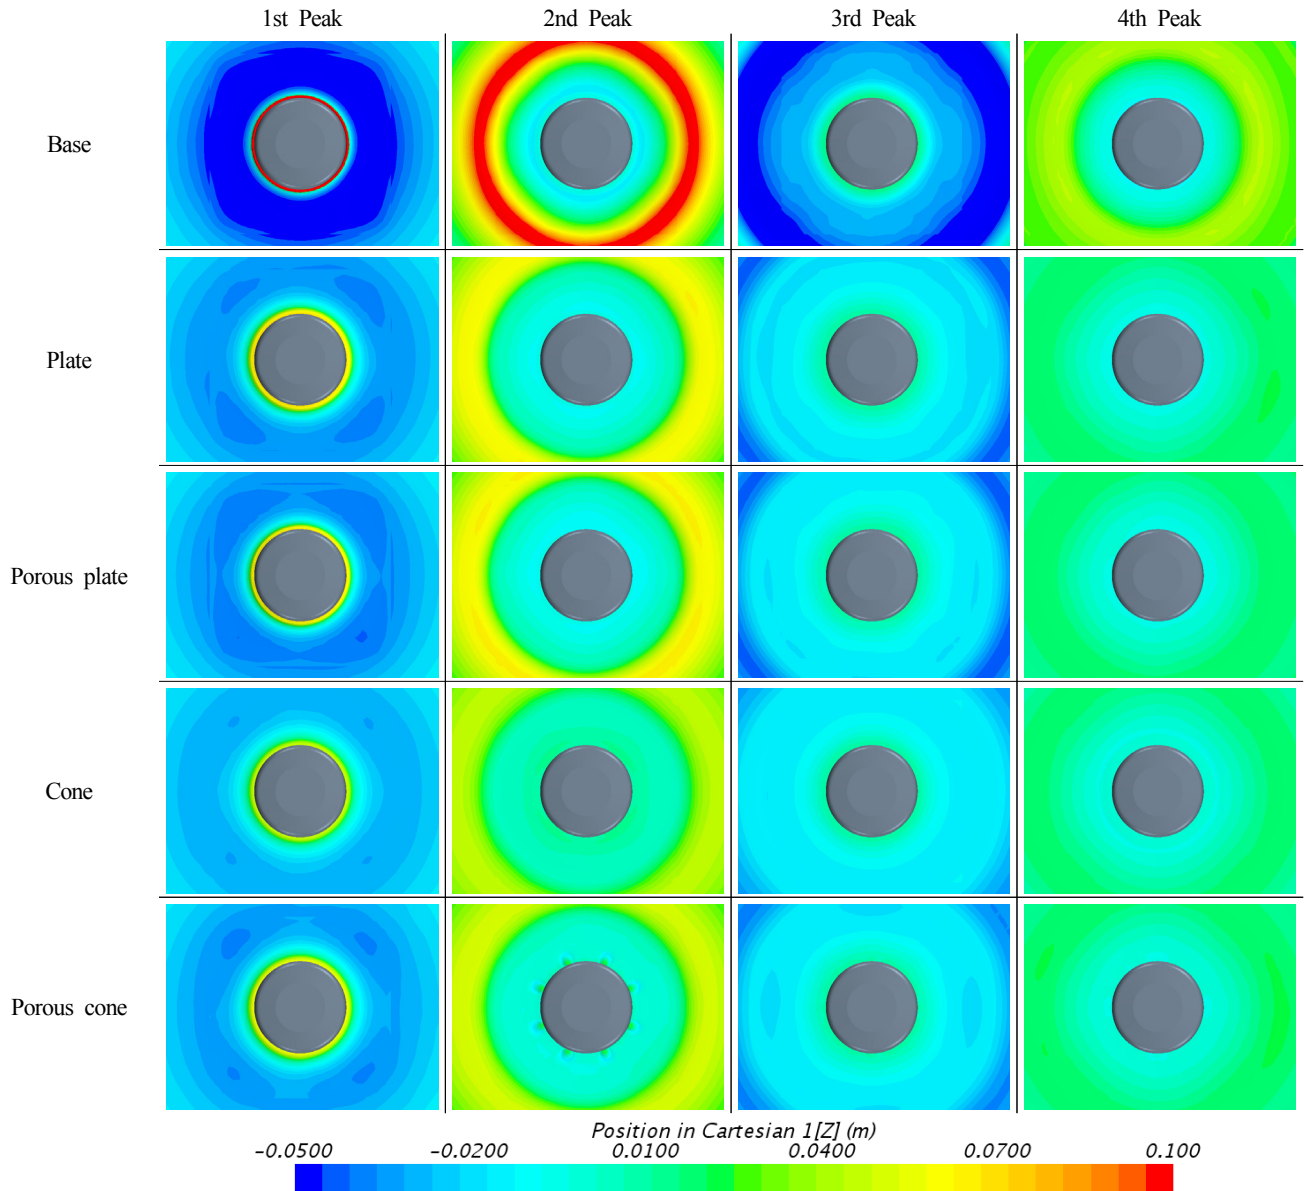 1st Peak 2nd Peak 3rd Peak 4th Peak
Base
Plate
Porous plate
Cone
Porous cone
Position in Cartesian 1[Z] (m)
-0.0500 -0.0200 0.0100 0.0400 0.0700 0.100